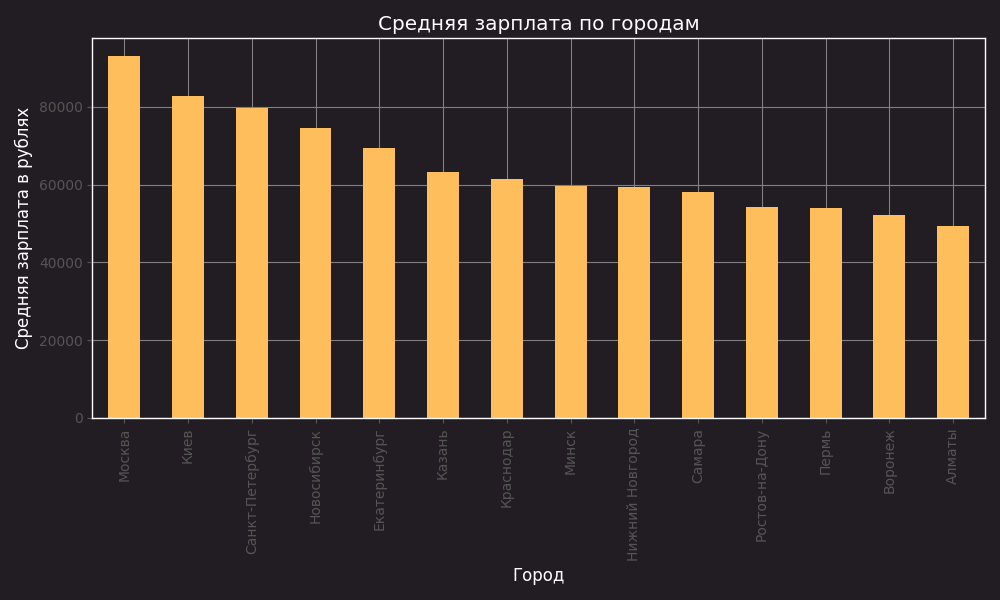 Средняя зарплата по городам
Средняя зарплата в рублях
80000
60000
40000
20000
0
Москва
Киев
Санкт-Петербург
Новосибирск
Екатеринбург
Казань
Краснодар
Минск
Нижний Новгород
Самара
Ростов-на-Дону
Пермь
Воронеж
Алматы
Город